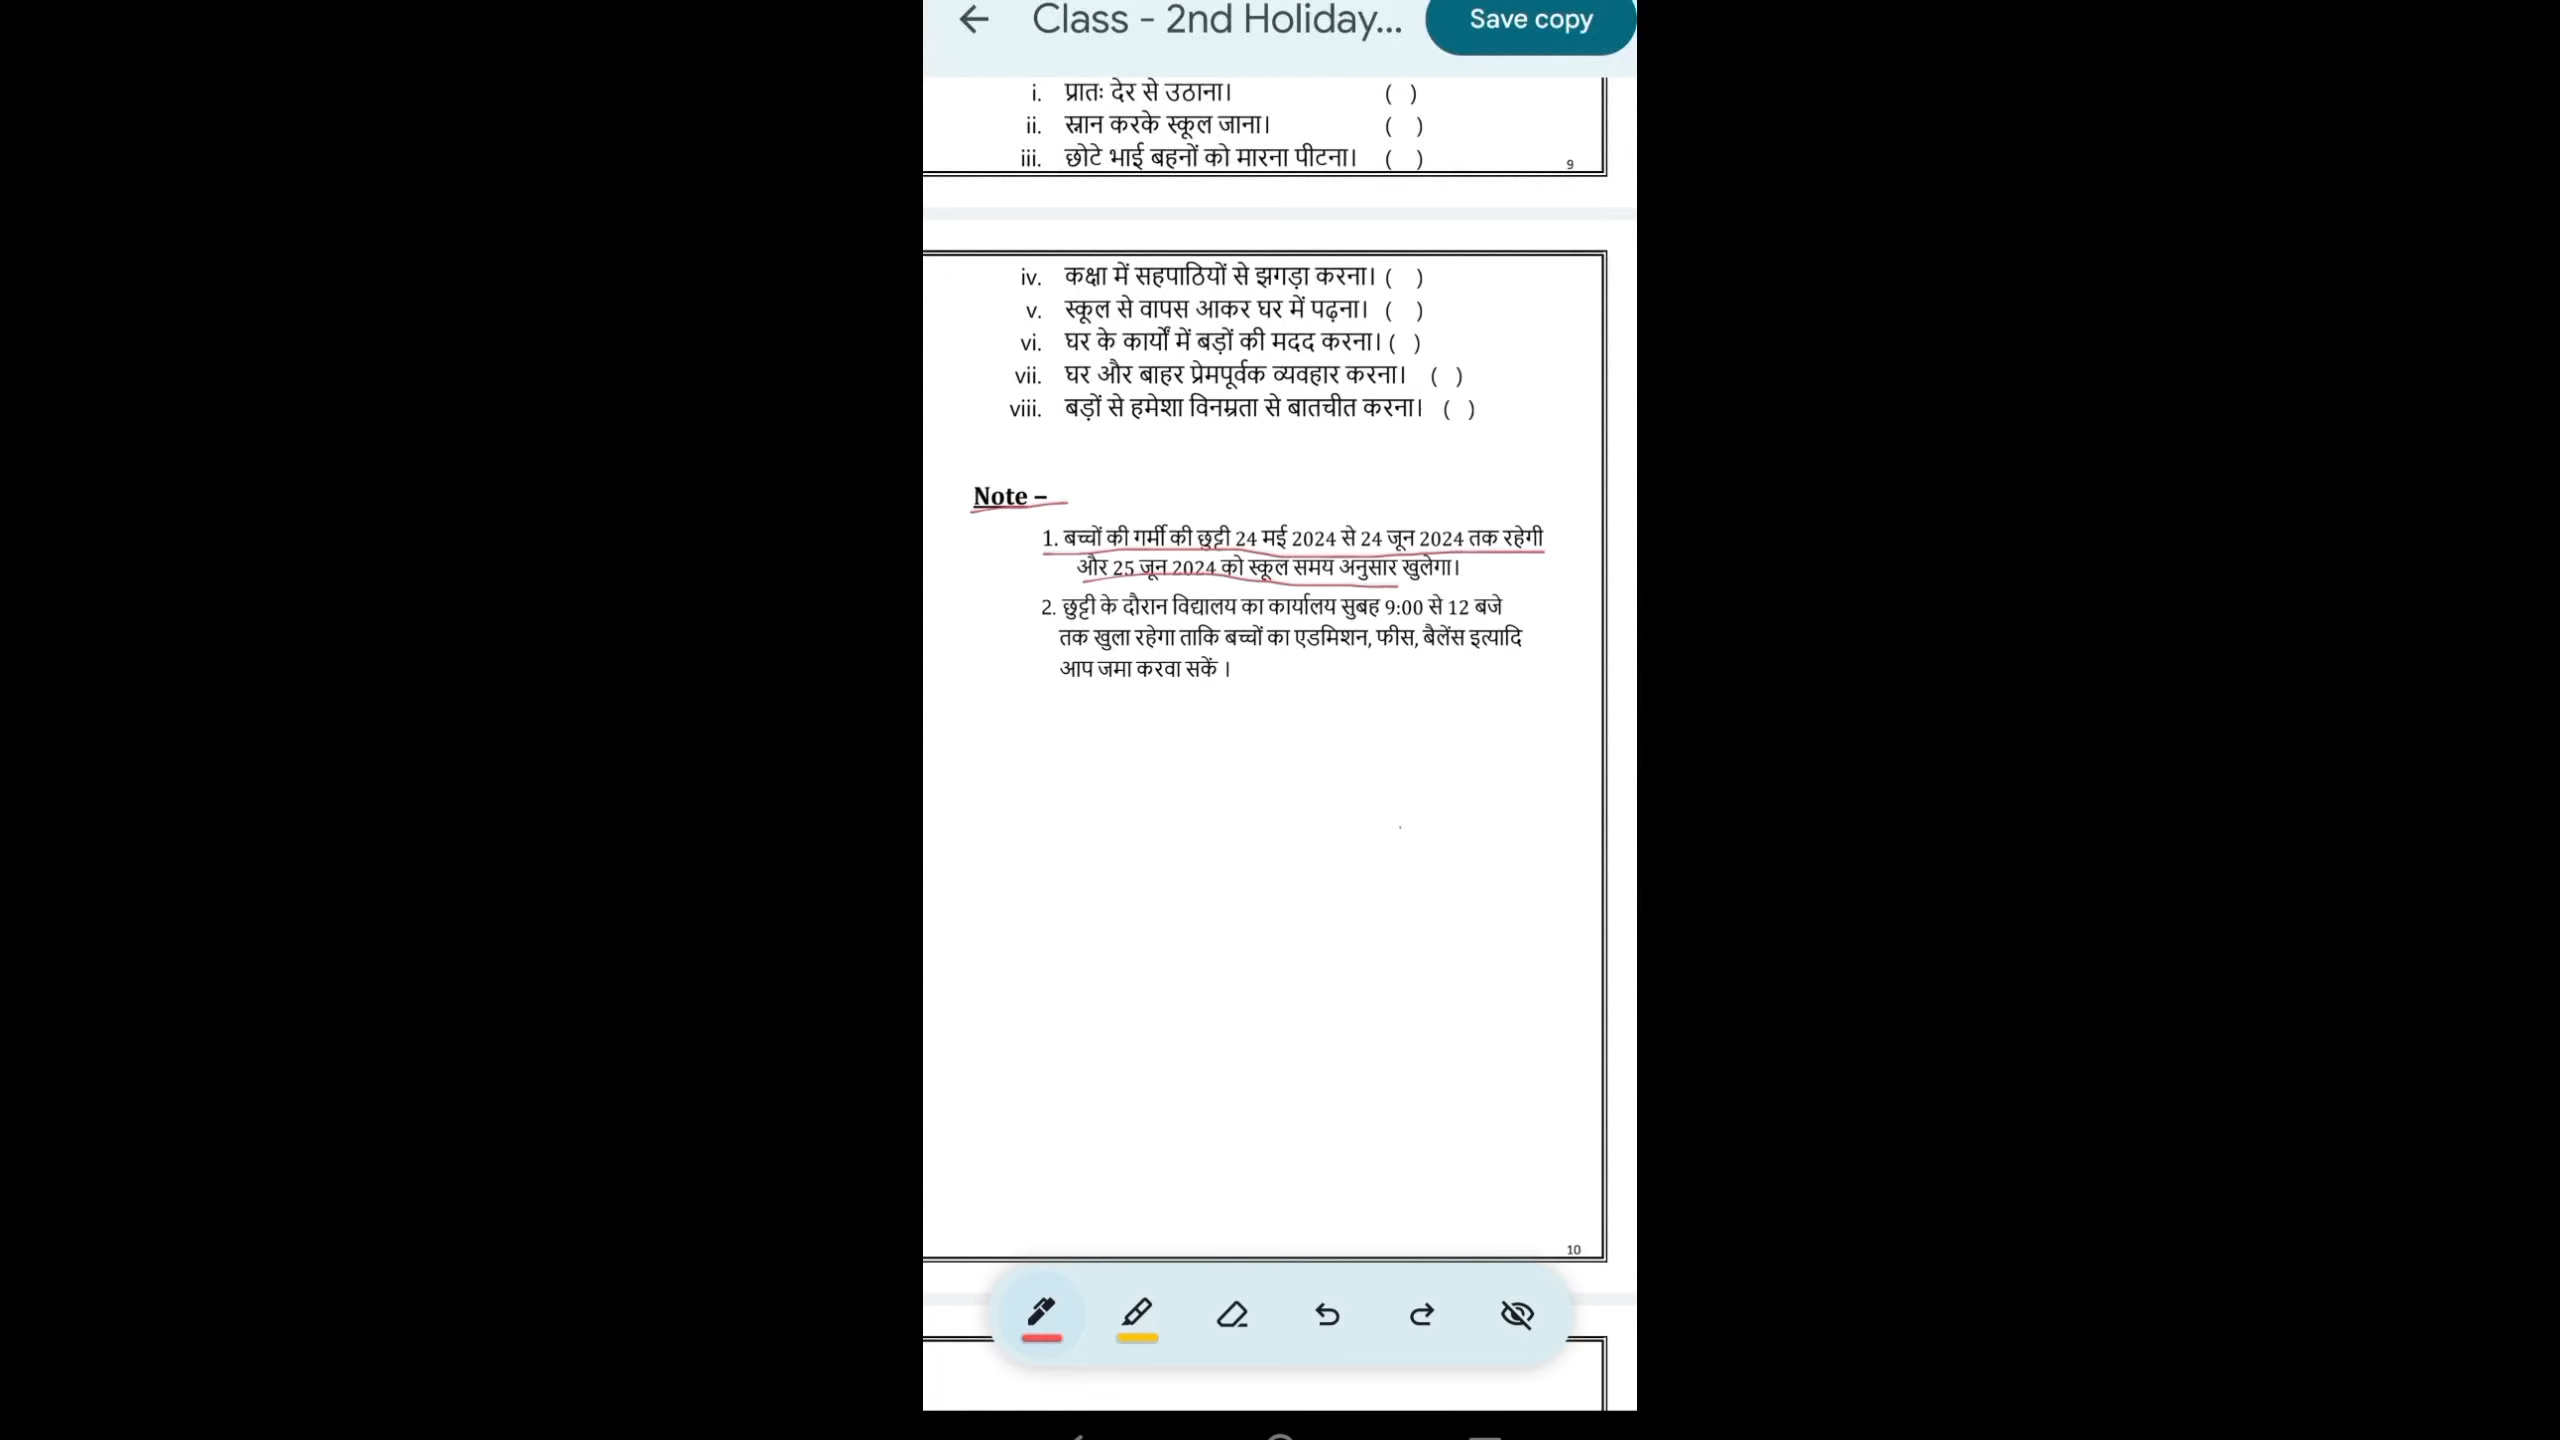 Class - 2nd Holiday...
Save copy
i. प्रातः देर से उठाना। ( )
ii. स्नान करके स्कूल जाना। ( )
iii. छोटे भाई बहनों को मारना पीटना। ( )
9
iv. कक्षा में सहपाठियों से झगड़ा करना। ( )
v. स्कूल से वापस आकर घर में पढ़ना। ( )
vi. घर के कार्यों में बड़ों की मदद करना। ( )
vii. घर और बाहर प्रेमपूर्वक व्यवहार करना। ( )
viii. बड़ों से हमेशा विनम्रता से बातचीत करना। ( )
Note –
1. बच्चों की गर्मी की छुट्टी 24 मई 2024 से 24 जून 2024 तक रहेगी
और 25 जून 2024 को स्कूल समय अनुसार खुलेगा।
2. छुट्टी के दौरान विद्यालय का कार्यालय सुबह 9:00 से 12 बजे
तक खुला रहेगा ताकि बच्चों का एडमिशन, फीस, बैलेंस इत्यादि
आप जमा करवा सकें ।
10